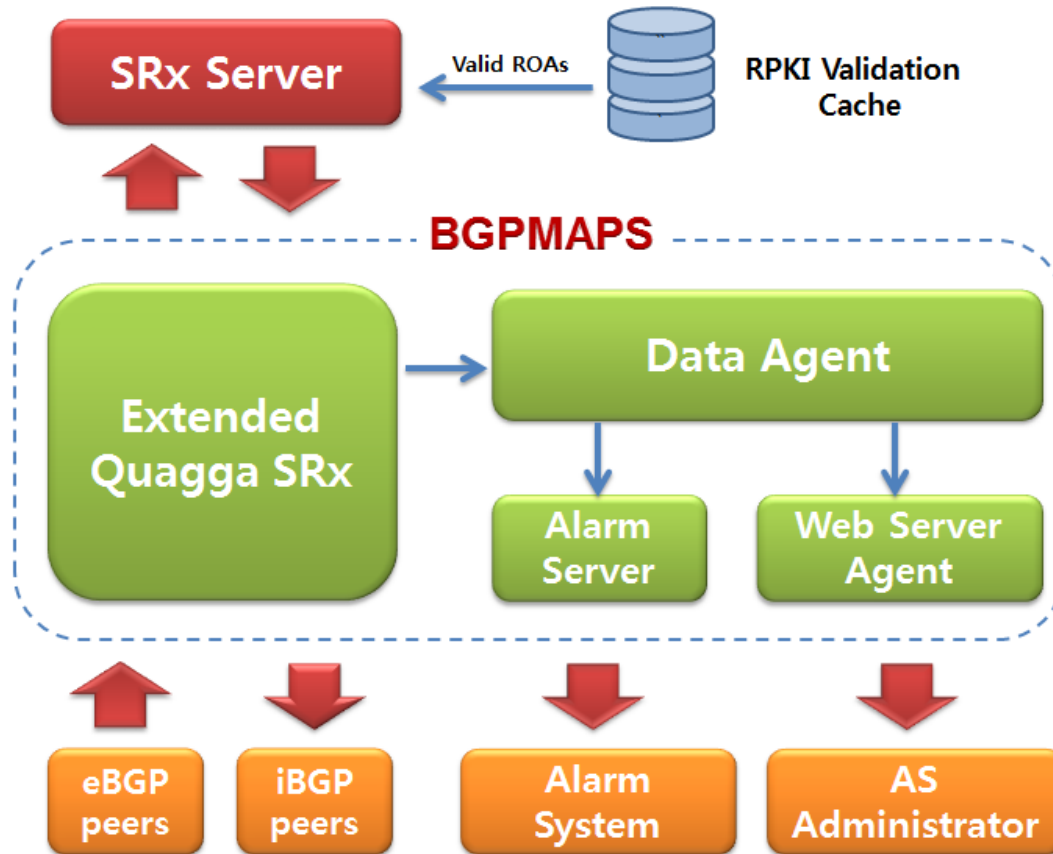 SRx Server
Valid ROAs
RPKI Validation
Cache
BGPMAPS
Extended
Quagga SRx
Data Agent
Alarm
Server
Web Server
Agent
eBGP
peers
iBGP
peers
Alarm
System
AS
Administrator